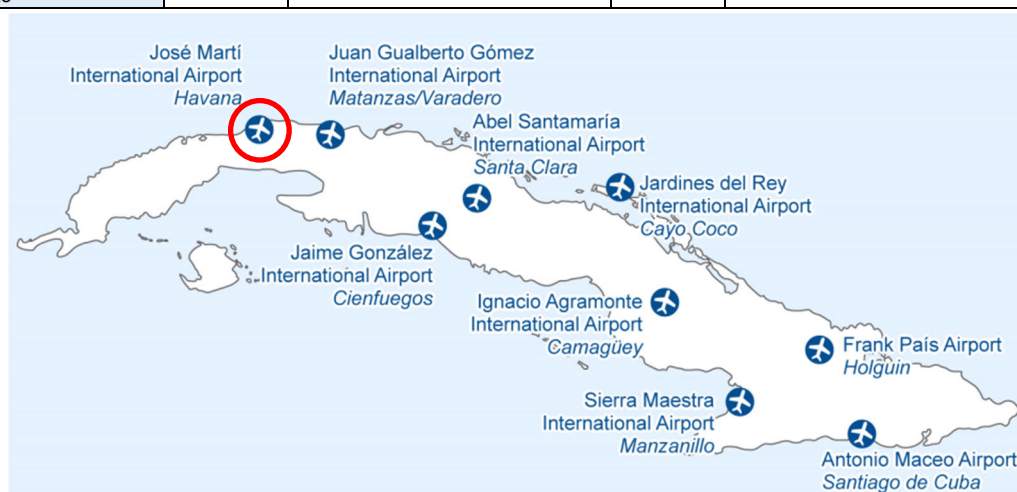 José Martí
International Airport
Havana
Juan Gualberto Gómez
International Airport
Matanzas/Varadero
Abel Santamaría
International Airport
Santa Clara
Jardines del Rey
International Airport
Cayo Coco
Jaime González
International Airport
Cienfuegos
Ignacio Agramonte
International Airport
Camagüey
Frank País Airport
Holguin
Sierra Maestra
International Airport
Manzanillo
Antonio Maceo Airport
Santiago de Cuba